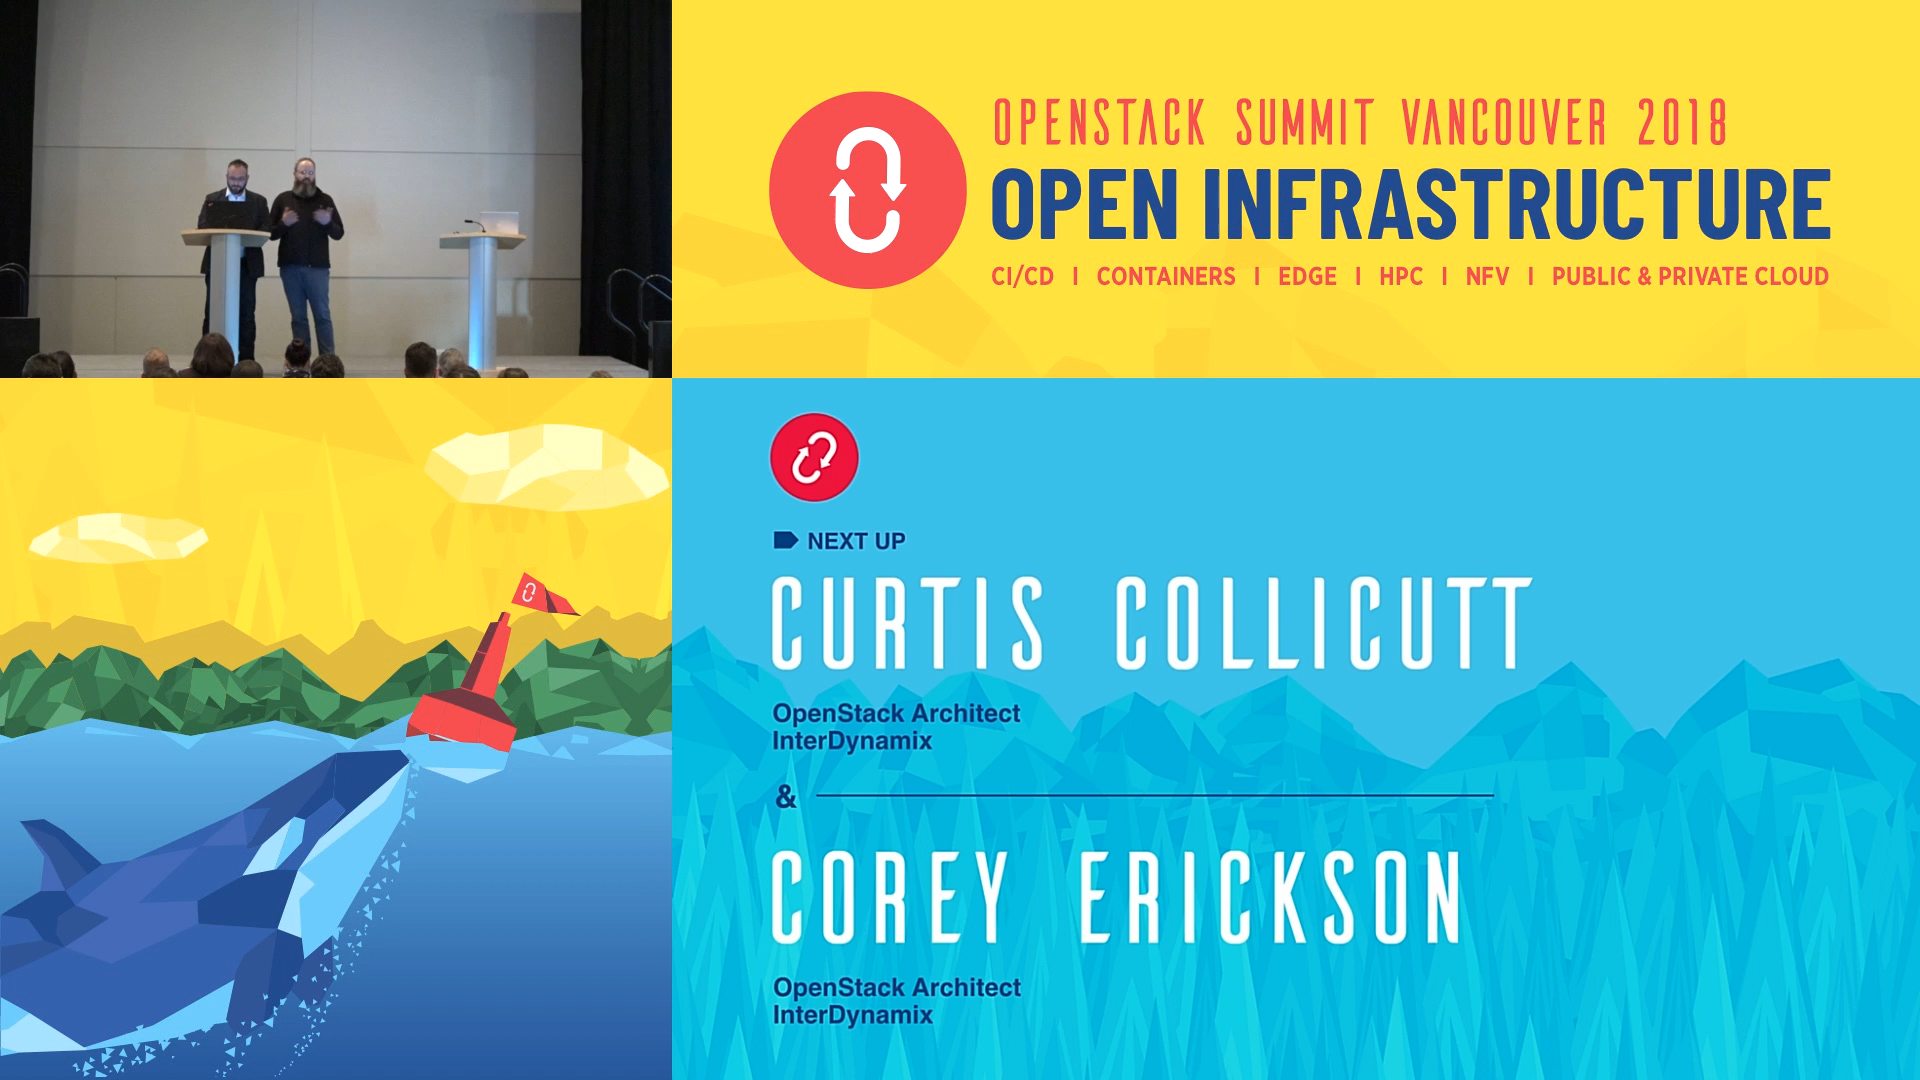 OPENSTACK SUMMIT VANCOUVER 2018
OPEN INFRASTRUCTURE
CI/CD | CONTAINERS | EDGE | HPC | NFV | PUBLIC & PRIVATE CLOUD
NEXT UP
CURTIS COLLICUTT
OpenStack Architect
InterDynamix
&
COREY ERICKSON
OpenStack Architect
InterDynamix